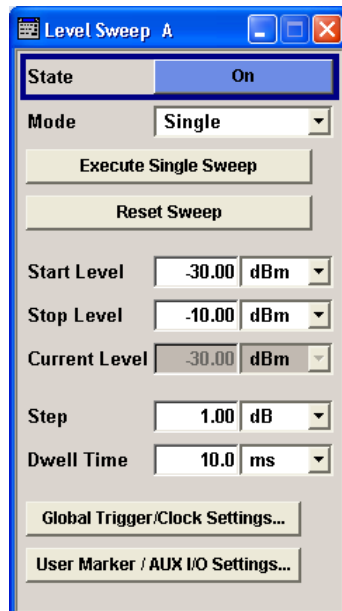 Level Sweep A
State On
Mode Single
Execute Single Sweep
Reset Sweep
Start Level -30.00 dBm
Stop Level -10.00 dBm
Current Level -30.00 dBm
Step 1.00 dB
Dwell Time 10.0 ms
Global Trigger/Clock Settings...
User Marker / AUX I/O Settings...